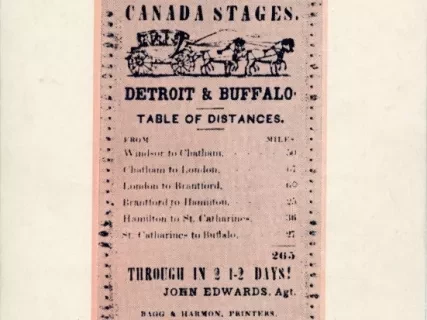 CANADA STAGES.
DETROIT & BUFFALO.
TABLE OF DISTANCES.
FROM MILES
Windsor to Chatham, 50
Chatham to London, 67
London to Brantford, 60
Brantford to Hamilton, 25
Hamilton to St. Catharines, 36
St. Catharines to Buffalo, 27
265
THROUGH IN 2 1-2 DAYS!
JOHN EDWARDS, Agt.
BAGG & HARMON, PRINTERS.